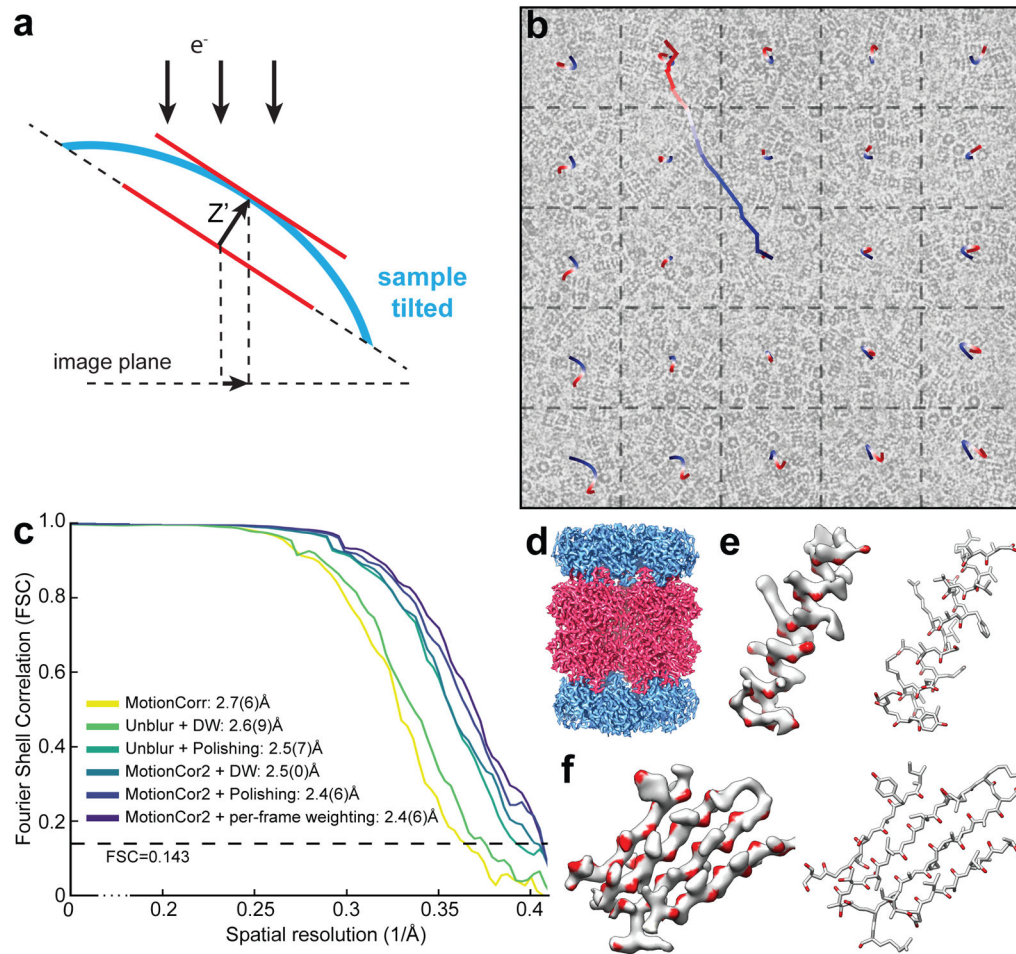 a
e-
Z'
sample
tilted
image plane
b
c
1.0
0.8
0.6
0.4
0.2
0
Fourier Shell Correlation (FSC)
MotionCorr: 2.7(6)Å
Unblur + DW: 2.6(9)Å
Unblur + Polishing: 2.5(7)Å
MotionCor2 + DW: 2.5(0)Å
MotionCor2 + Polishing: 2.4(6)Å
MotionCor2 + per-frame weighting: 2.4(6)Å
FSC=0.143
0 0.2 0.3 0.35 0.4
Spatial resolution (1/Å)
d
e
f